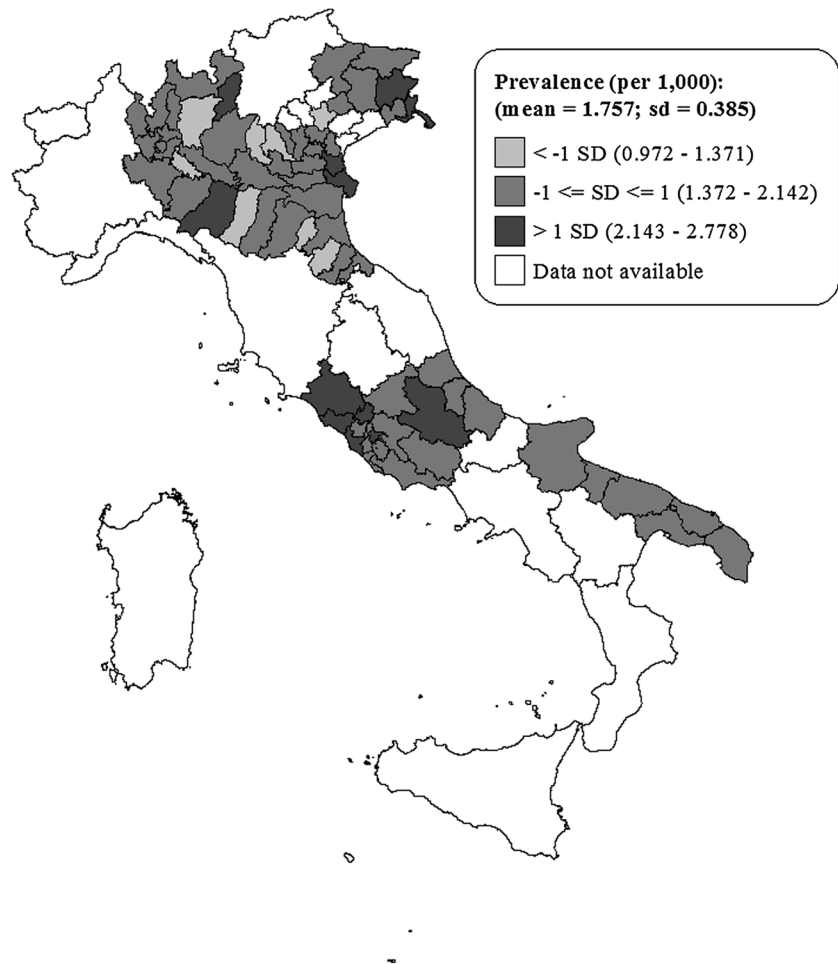 Prevalence (per 1,000):
(mean = 1.757; sd = 0.385)
< -1 SD (0.972 - 1.371)
-1 <= SD <= 1 (1.372 - 2.142)
> 1 SD (2.143 - 2.778)
Data not available